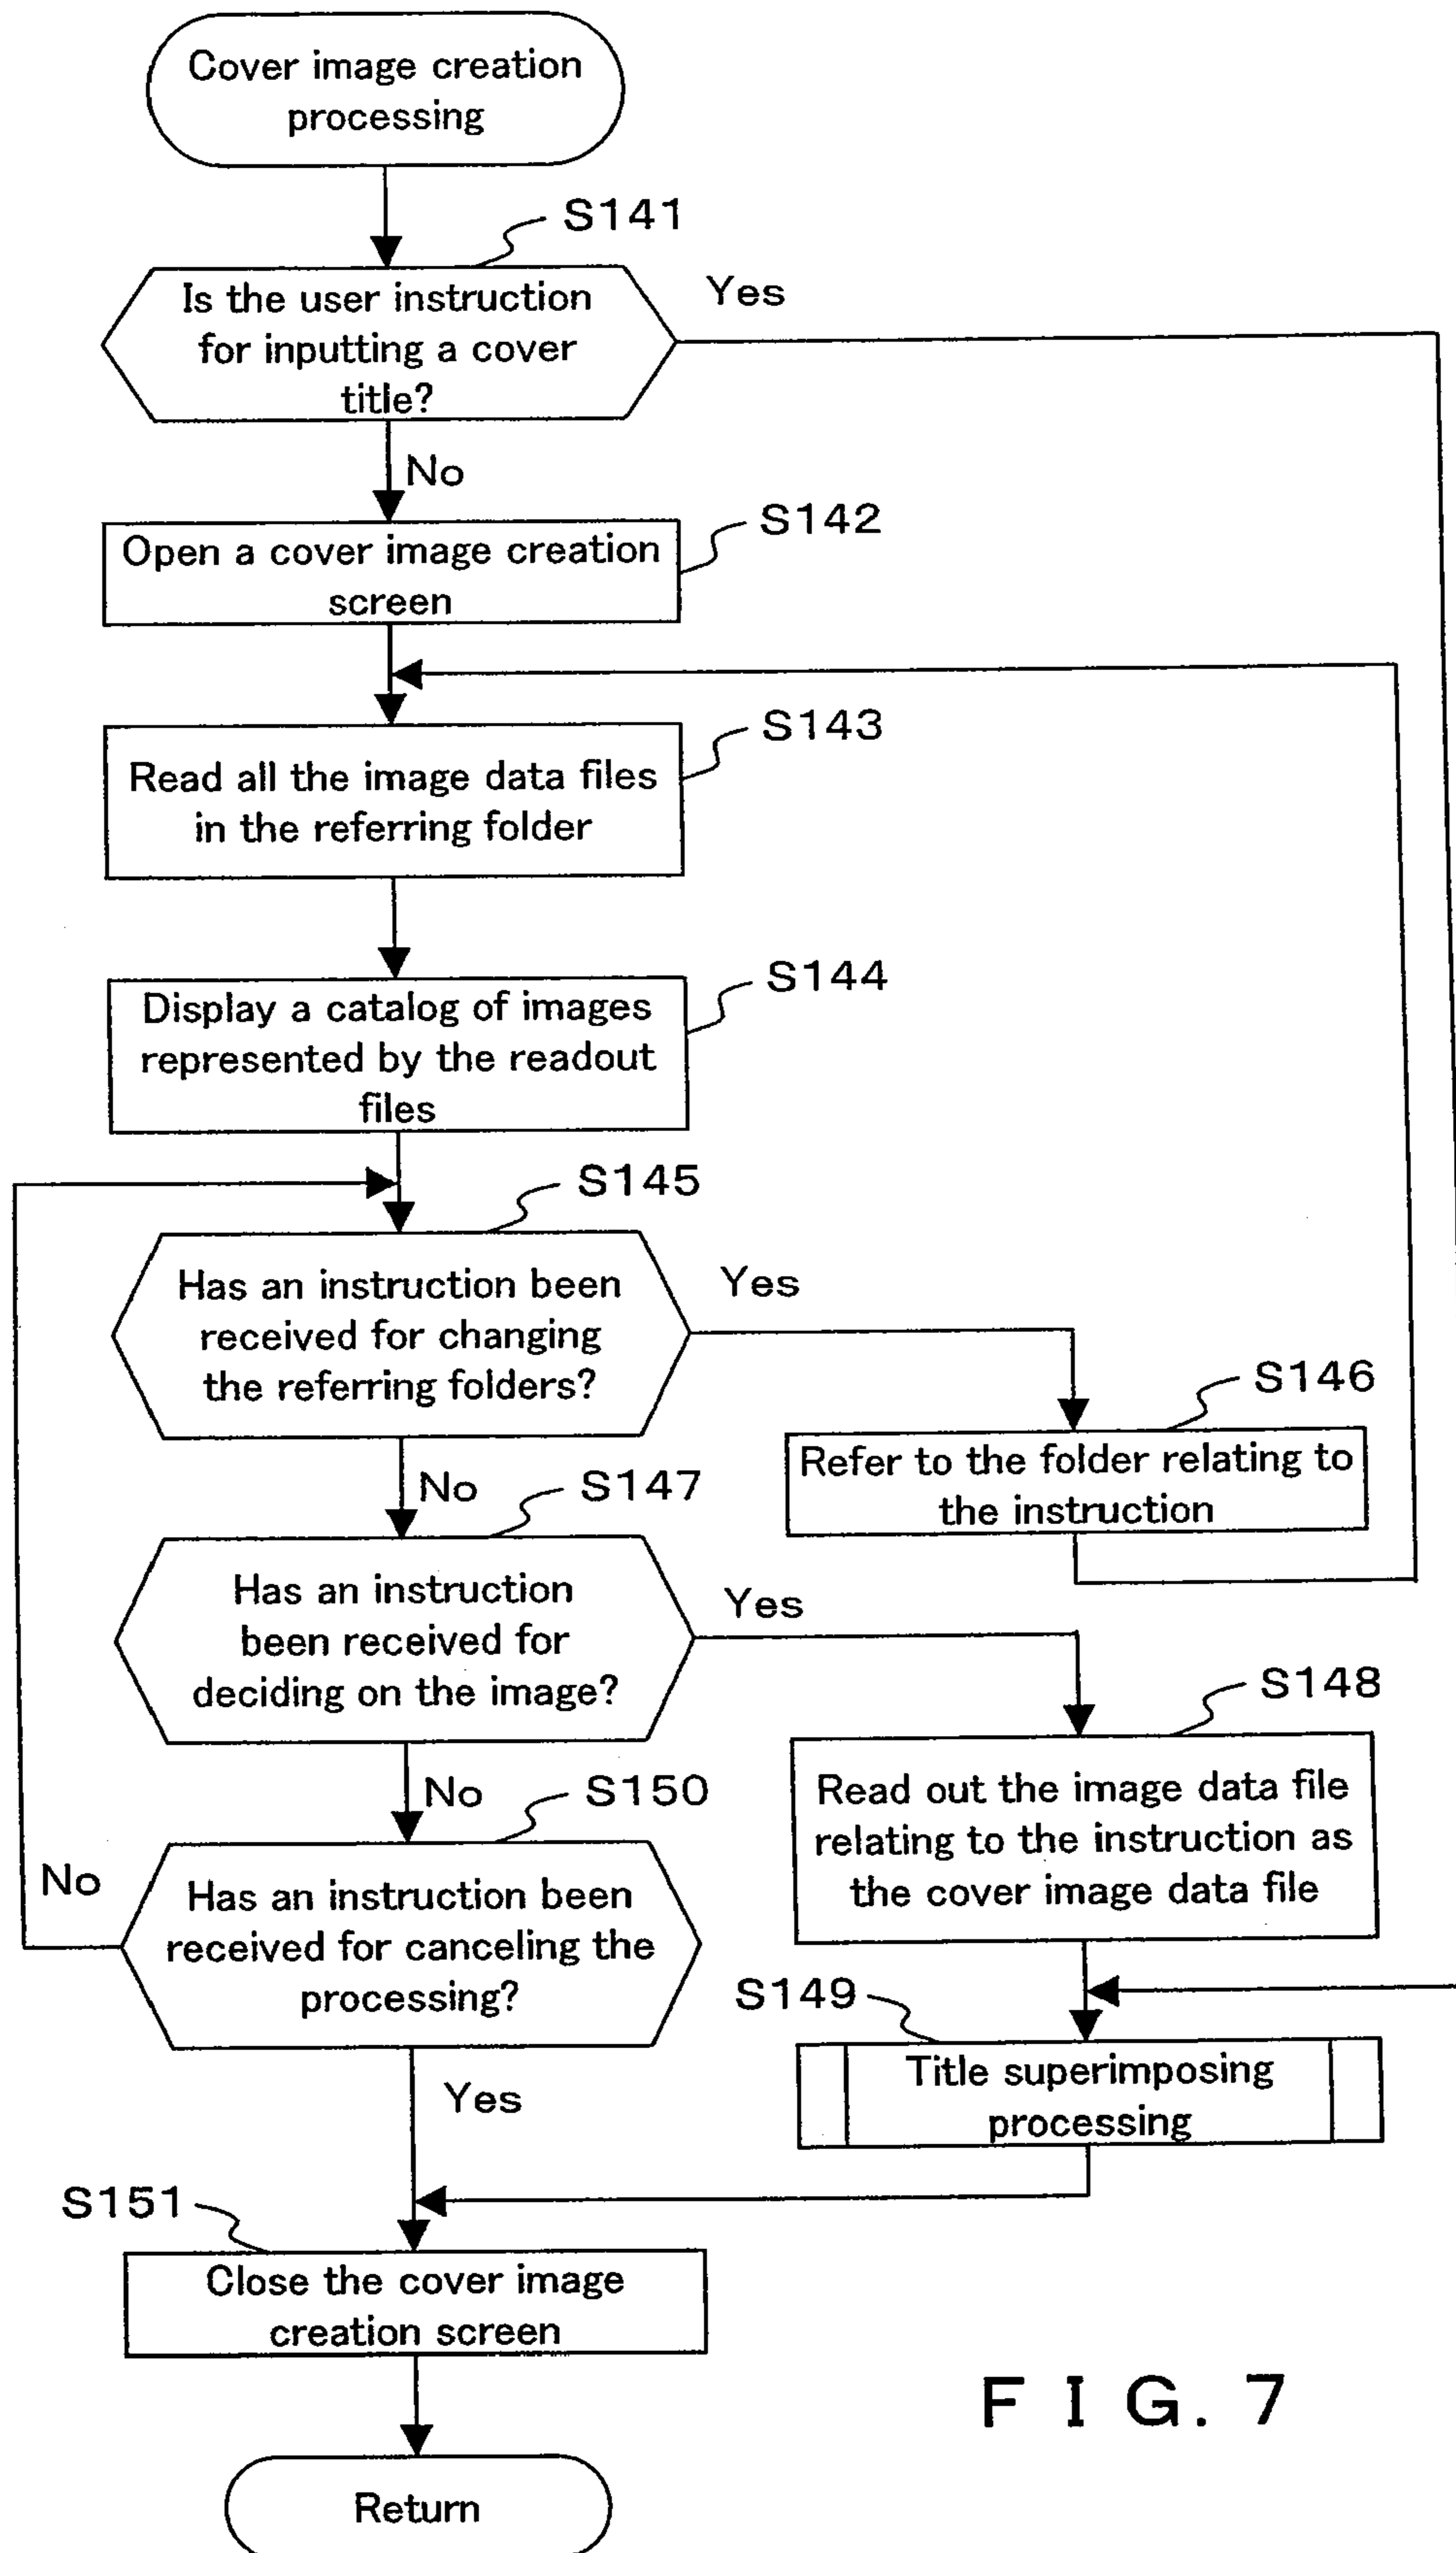 Cover image creation
processing
S141
Is the user instruction
for inputting a cover
title?
Yes
No
S142
Open a cover image creation
screen
S143
Read all the image data files
in the referring folder
S144
Display a catalog of images
represented by the readout
files
S145
Has an instruction been
received for changing
the referring folders?
Yes
S146
Refer to the folder relating to
the instruction
No
S147
Has an instruction
been received for
deciding on the image?
Yes
S148
Read out the image data file
relating to the instruction as
the cover image data file
No
S150
No
Has an instruction been
received for canceling the
processing?
S149
Title superimposing
processing
Yes
S151
Close the cover image
creation screen
FIG. 7
Return